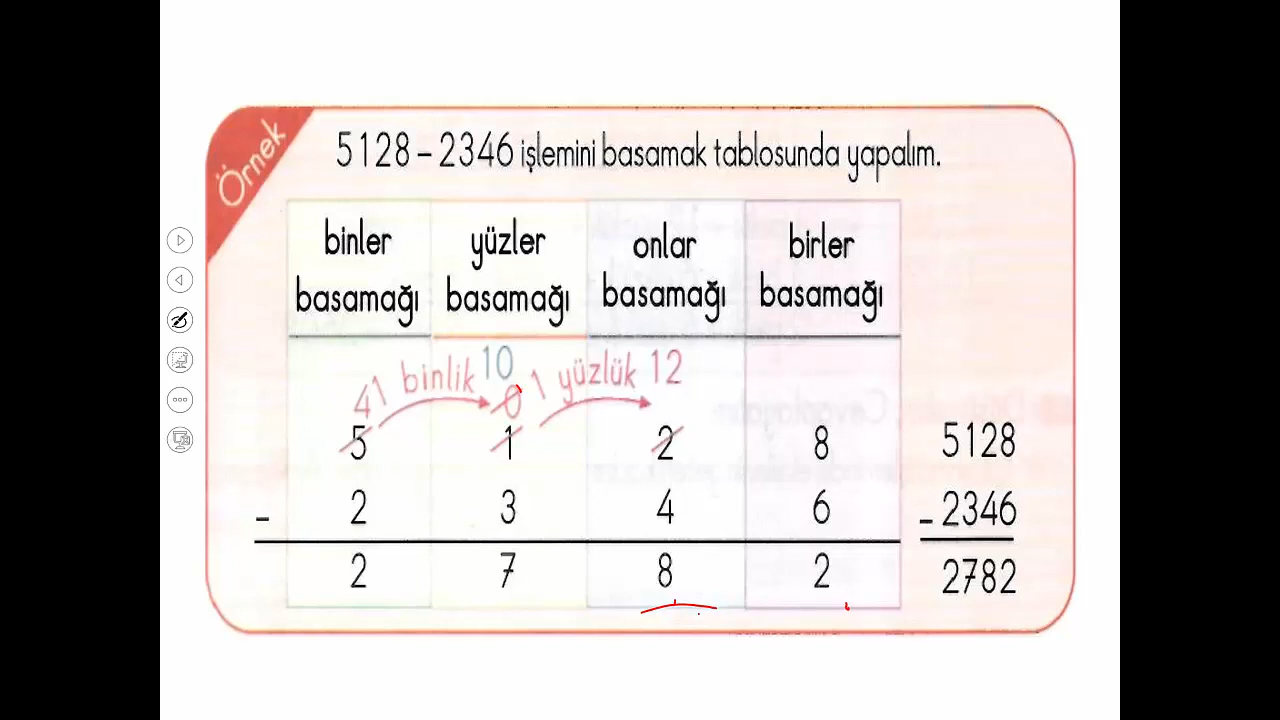 Örnek
5128 – 2346 işlemini basamak tablosunda yapalım.
binler basamağı
yüzler basamağı
onlar basamağı
birler basamağı
4 1 binlik 10 0 1 yüzlük 12
5 1 2 8 5128
- 2 3 4 6 - 2346
2 7 8 2 2782